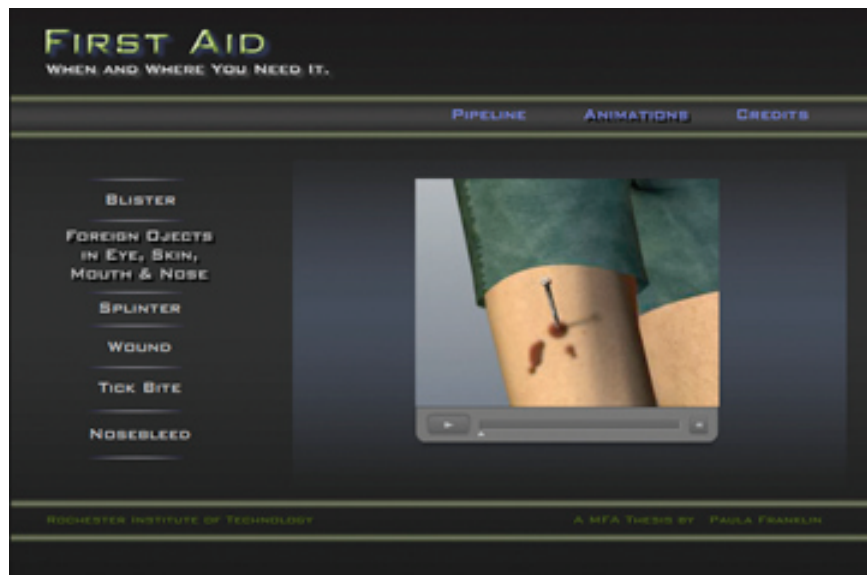 First Aid
When and Where You Need It.
Pipeline Animations Credits
Blister
Foreign Ojects
in Eye, Skin,
Mouth & Nose
Splinter
Wound
Tick Bite
Nosebleed
Rochester Institute of Technology A MFA Thesis by Paula Franklin